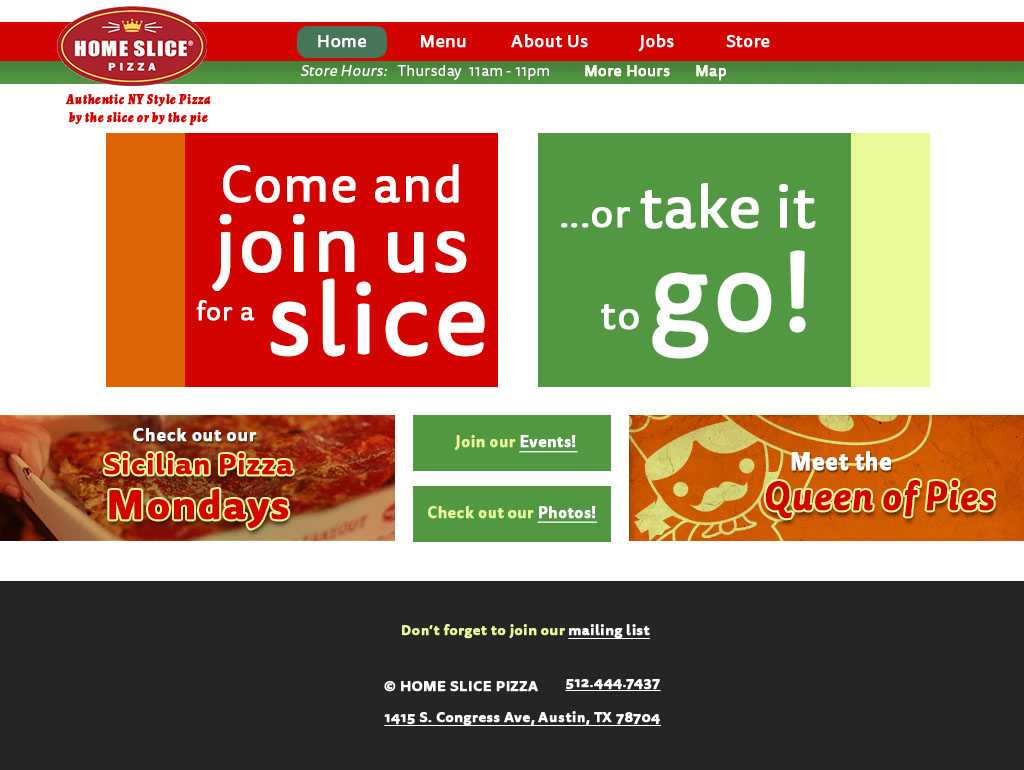 HOME SLICE®
PIZZA
Authentic NY Style Pizza
by the slice or by the pie
Home Menu About Us Jobs Store
Store Hours: Thursday 11am - 11pm More Hours Map
Come and
join us
for a slice
...or take it
to go!
Check out our
Sicilian Pizza
Mondays
TAKEOUT
Join our Events!
Check out our Photos!
Meet the
Queen of Pies
Don't forget to join our mailing list
© HOME SLICE PIZZA 512.444.7437
1415 S. Congress Ave, Austin, TX 78704